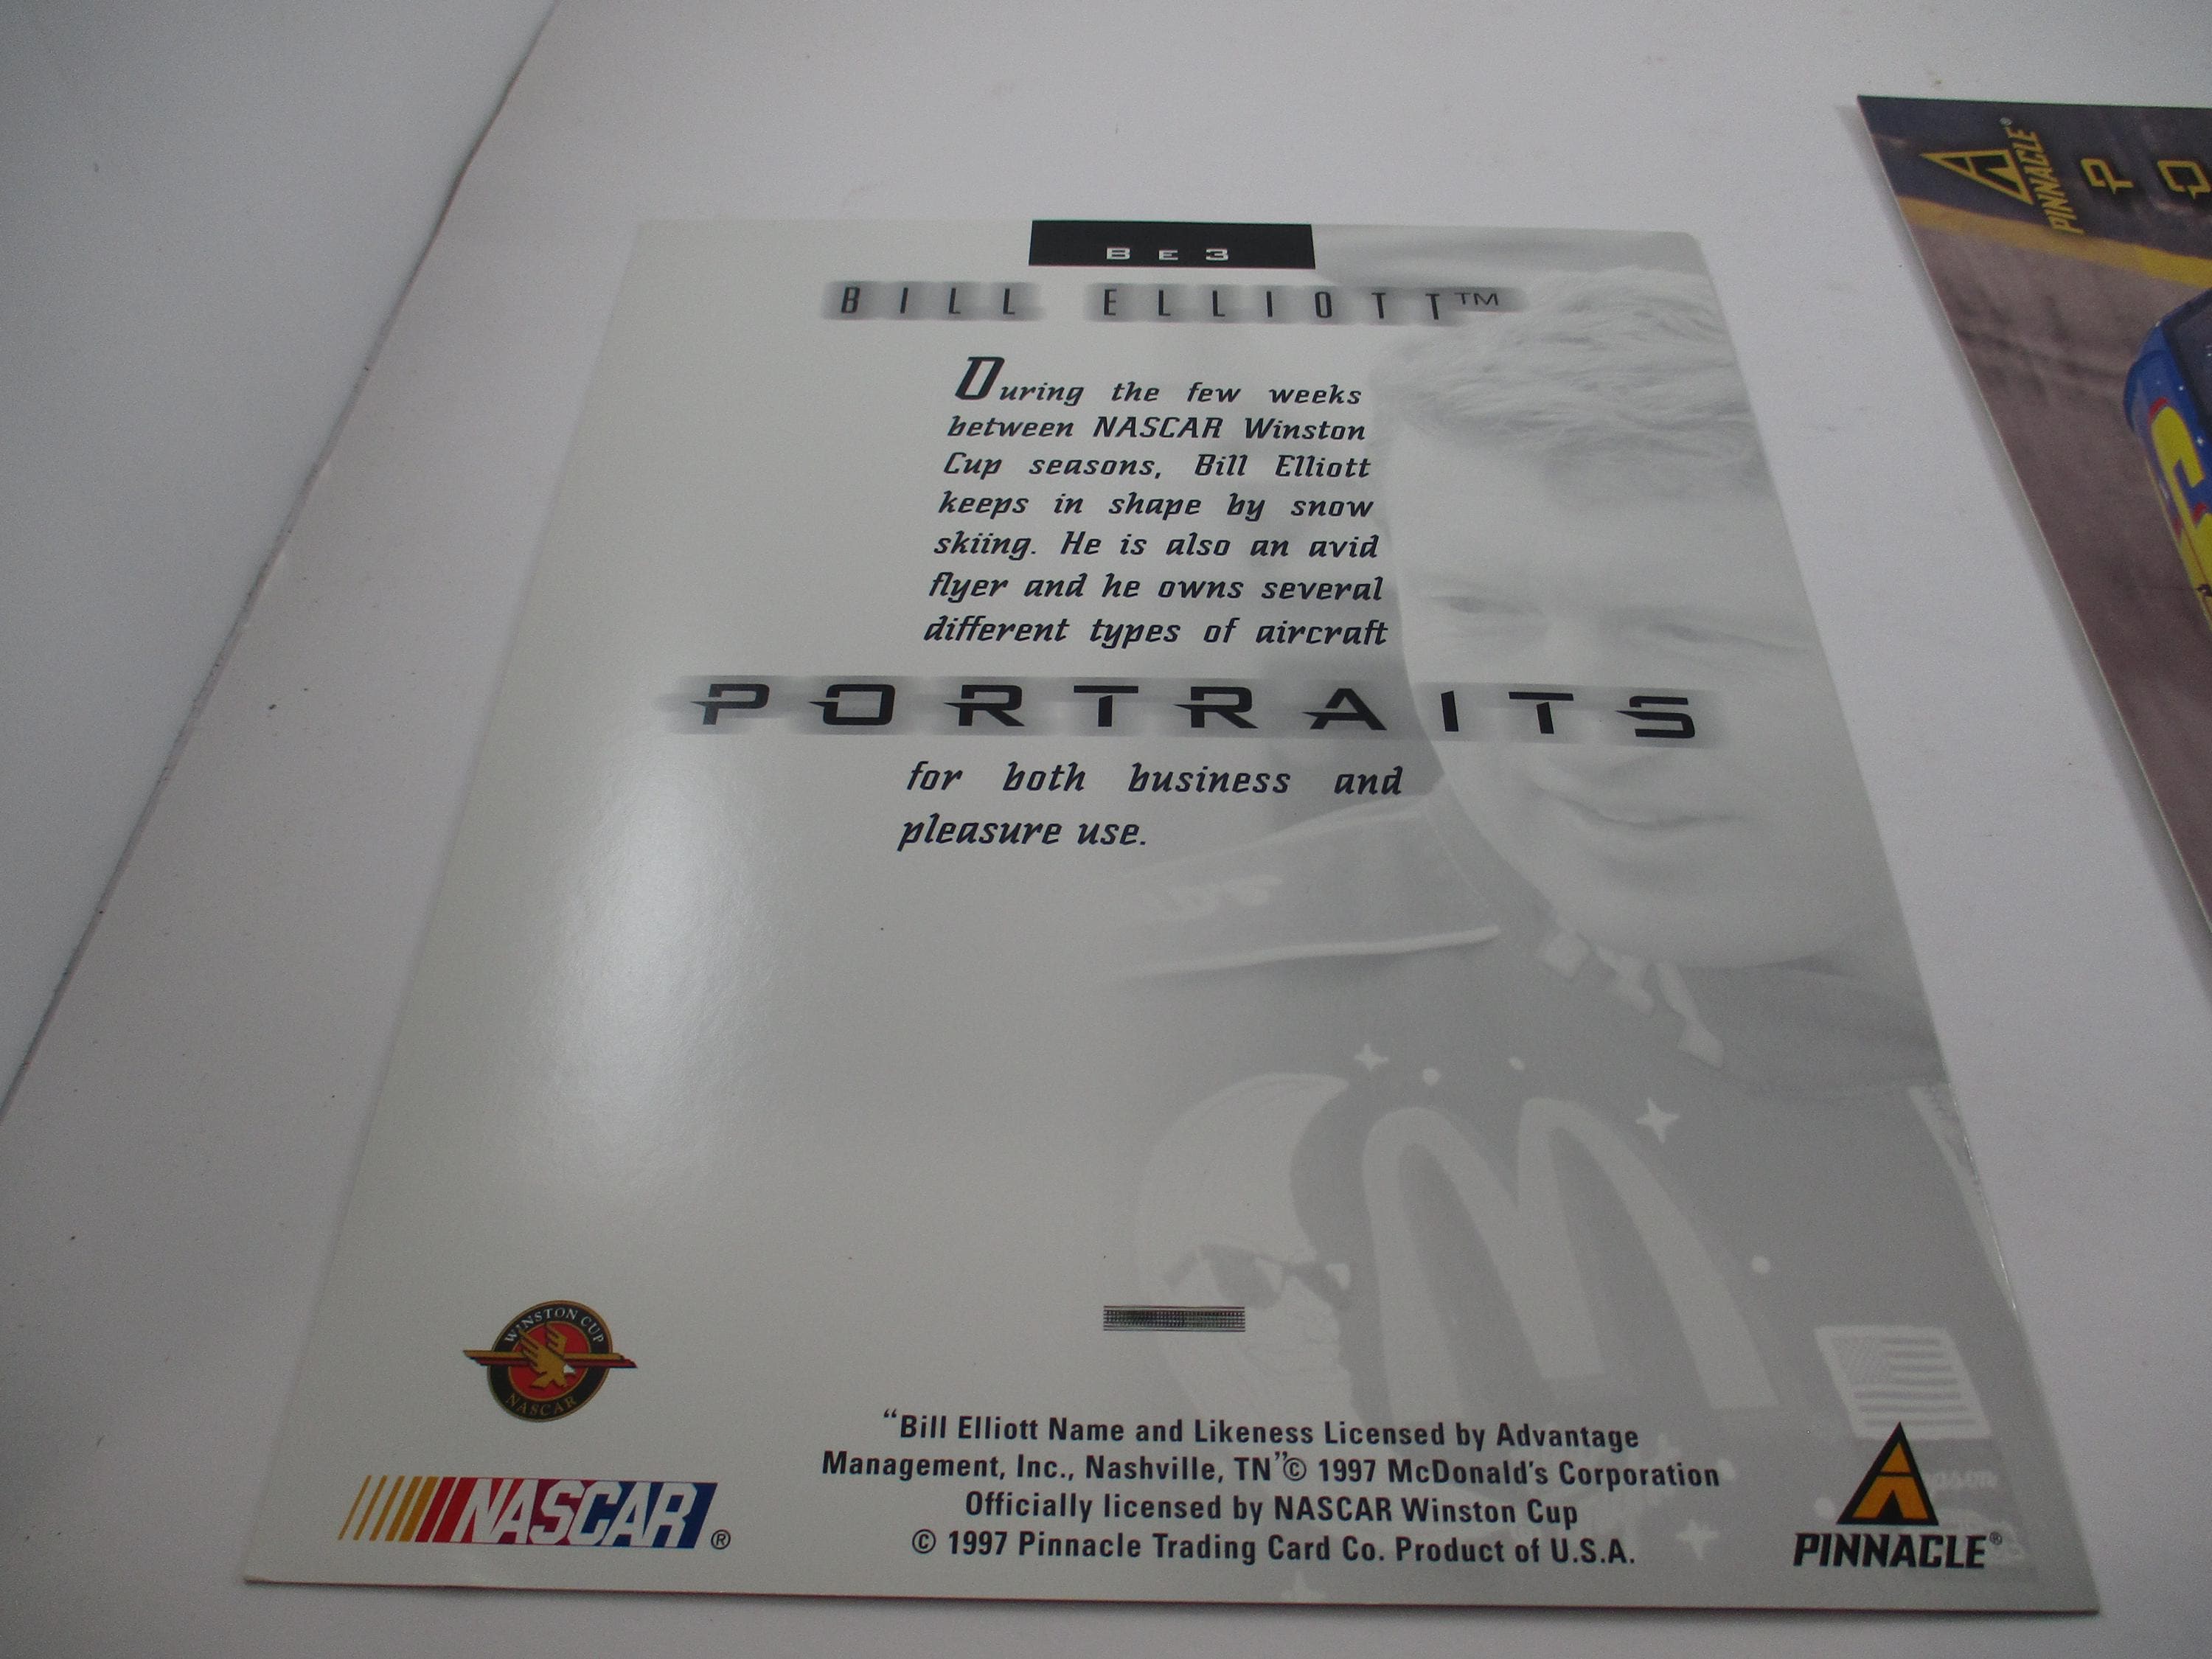 BE3
BILL ELLIOTT™
During the few weeks
between NASCAR Winston
Cup seasons, Bill Elliott
keeps in shape by snow
skiing. He is also an avid
flyer and he owns several
different types of aircraft
PORTRAITS
for both business and
pleasure use.
WINSTON CUP
NASCAR
NASCAR®
“Bill Elliott Name and Likeness Licensed by Advantage
Management, Inc., Nashville, TN”© 1997 McDonald's Corporation
Officially licensed by NASCAR Winston Cup
© 1997 Pinnacle Trading Card Co. Product of U.S.A.
PINNACLE®
PINNACLE®
P O